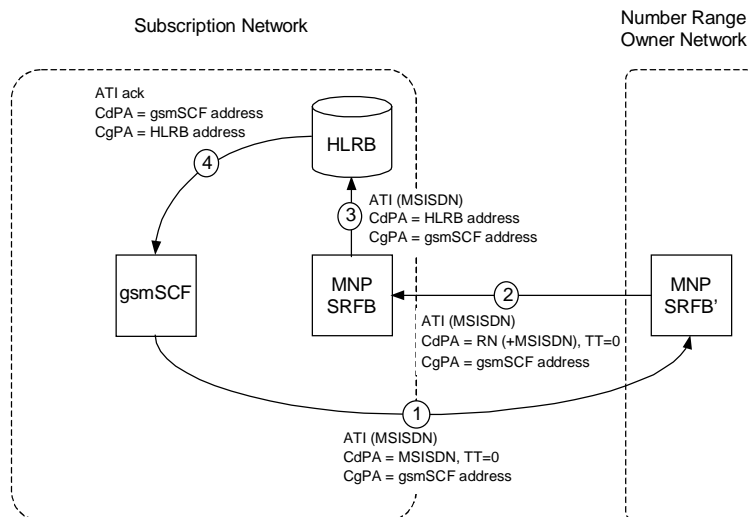 Subscription Network
Number Range
Owner Network
ATI ack
CdPA = gsmSCF address
CgPA = HLRB address
4
HLRB
3
ATI (MSISDN)
CdPA = HLRB address
CgPA = gsmSCF address
gsmSCF
MNP
SRFB
2
MNP
SRFB’
ATI (MSISDN)
CdPA = RN (+MSISDN), TT=0
CgPA = gsmSCF address
1
ATI (MSISDN)
CdPA = MSISDN, TT=0
CgPA = gsmSCF address